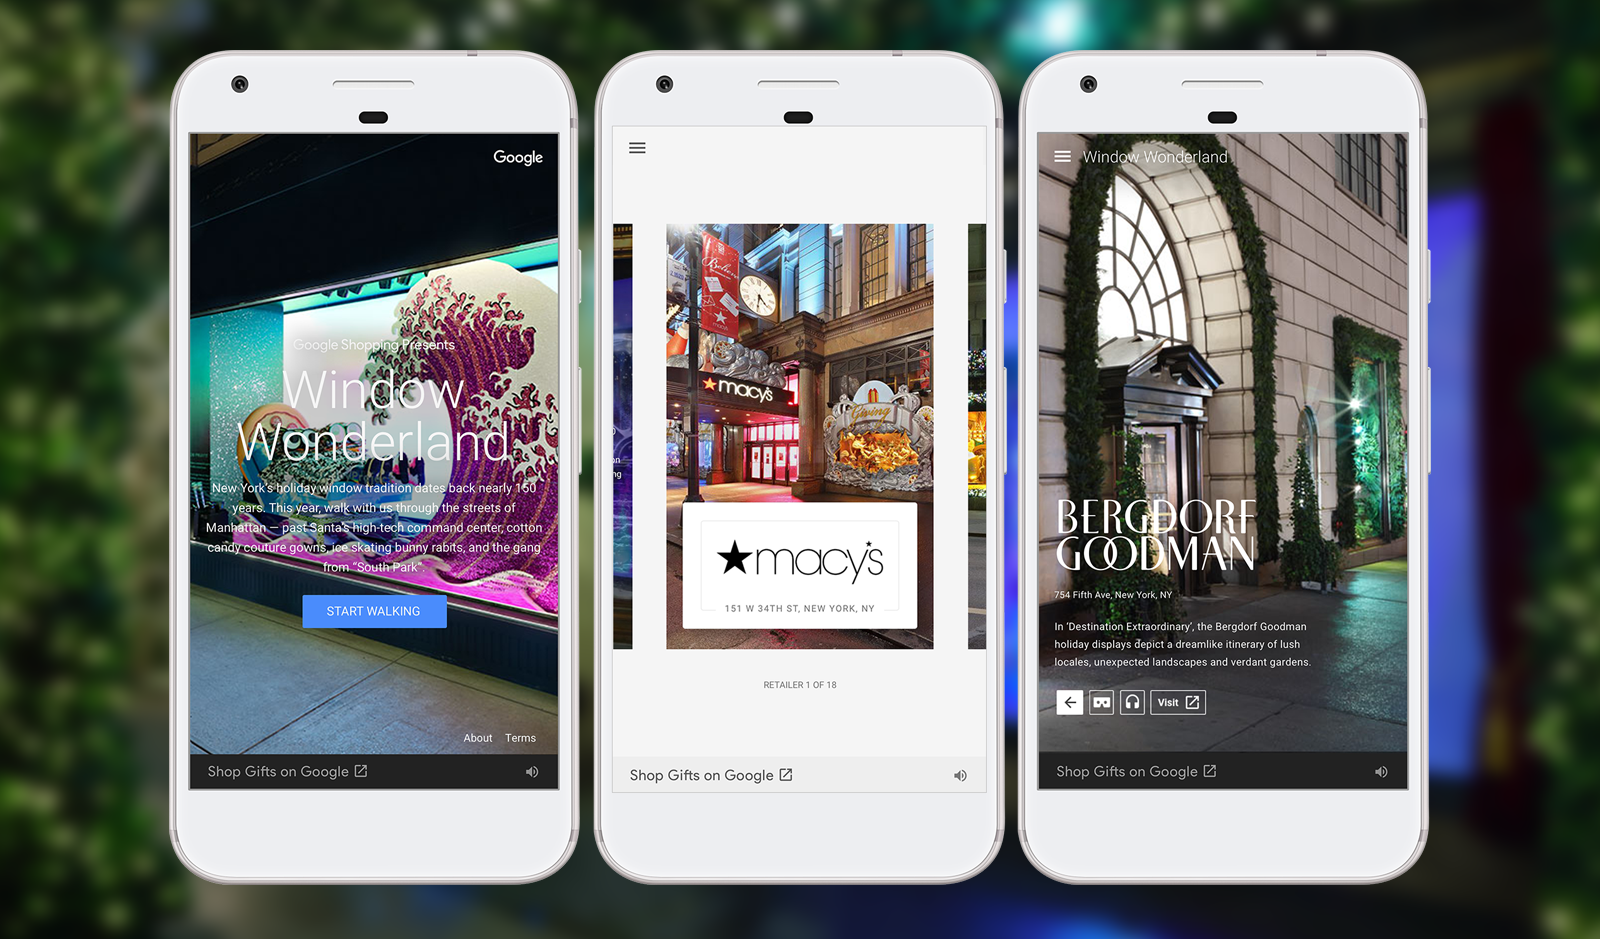 Google
Google Shopping Presents
Window
Wonderland
New York's holiday window tradition dates back nearly 150
years. This year, walk with us through the streets of
Manhattan — past Santa's high-tech command center, cotton
candy couture gowns, ice skating bunny rabits, and the gang
from "South Park".
START WALKING
About Terms
Shop Gifts on Google
Believe
macy's
Giving
on
ng
macy's
151 W 34TH ST, NEW YORK, NY
RETAILER 1 OF 18
Shop Gifts on Google
Window Wonderland
BERGDORF
GOODMAN
754 Fifth Ave, New York, NY
In 'Destination Extraordinary', the Bergdorf Goodman
holiday displays depict a dreamlike itinerary of lush
locales, unexpected landscapes and verdant gardens.
Visit
Shop Gifts on Google